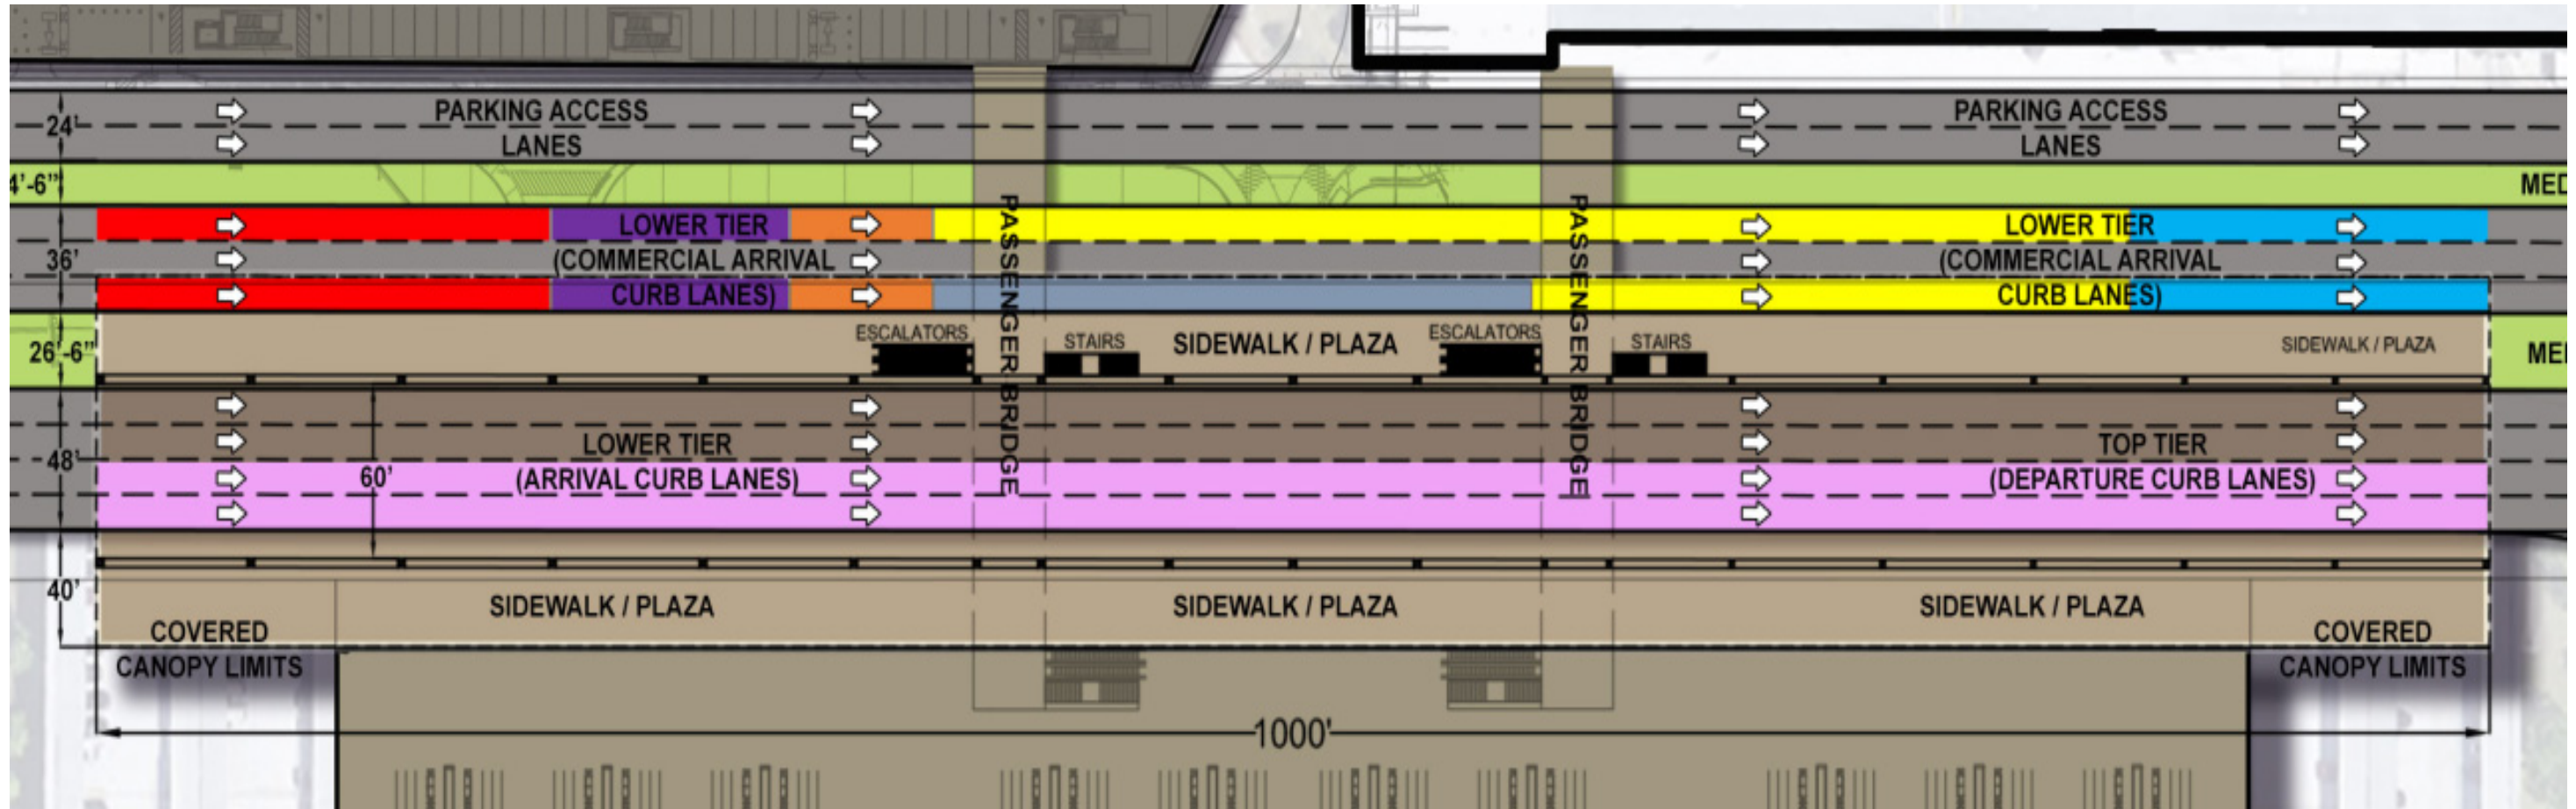 PARKING ACCESS
LANES
PARKING ACCESS
LANES
24'
4'-6"
MED
LOWER TIER
(COMMERCIAL ARRIVAL
CURB LANES)
LOWER TIER
(COMMERCIAL ARRIVAL
CURB LANES)
36'
PASSENGER BRIDGE
PASSENGER BRIDGE
26'-6"
ESCALATORS
STAIRS
SIDEWALK / PLAZA
ESCALATORS
STAIRS
SIDEWALK / PLAZA
MED
48'
60'
LOWER TIER
(ARRIVAL CURB LANES)
TOP TIER
(DEPARTURE CURB LANES)
40'
SIDEWALK / PLAZA
SIDEWALK / PLAZA
SIDEWALK / PLAZA
COVERED
CANOPY LIMITS
COVERED
CANOPY LIMITS
1000'